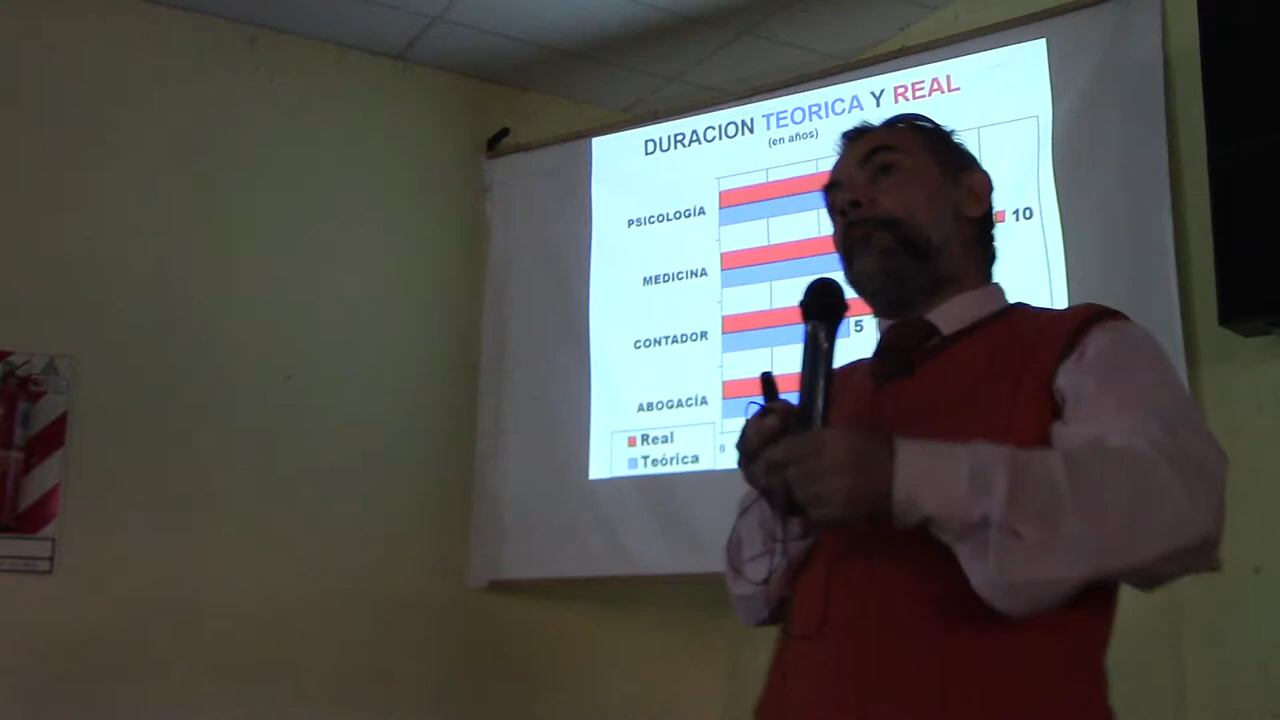 DURACION TEORICA Y REAL
(en años)
PSICOLOGÍA
10
MEDICINA
CONTADOR
5
ABOGACÍA
Real
Teórica
0